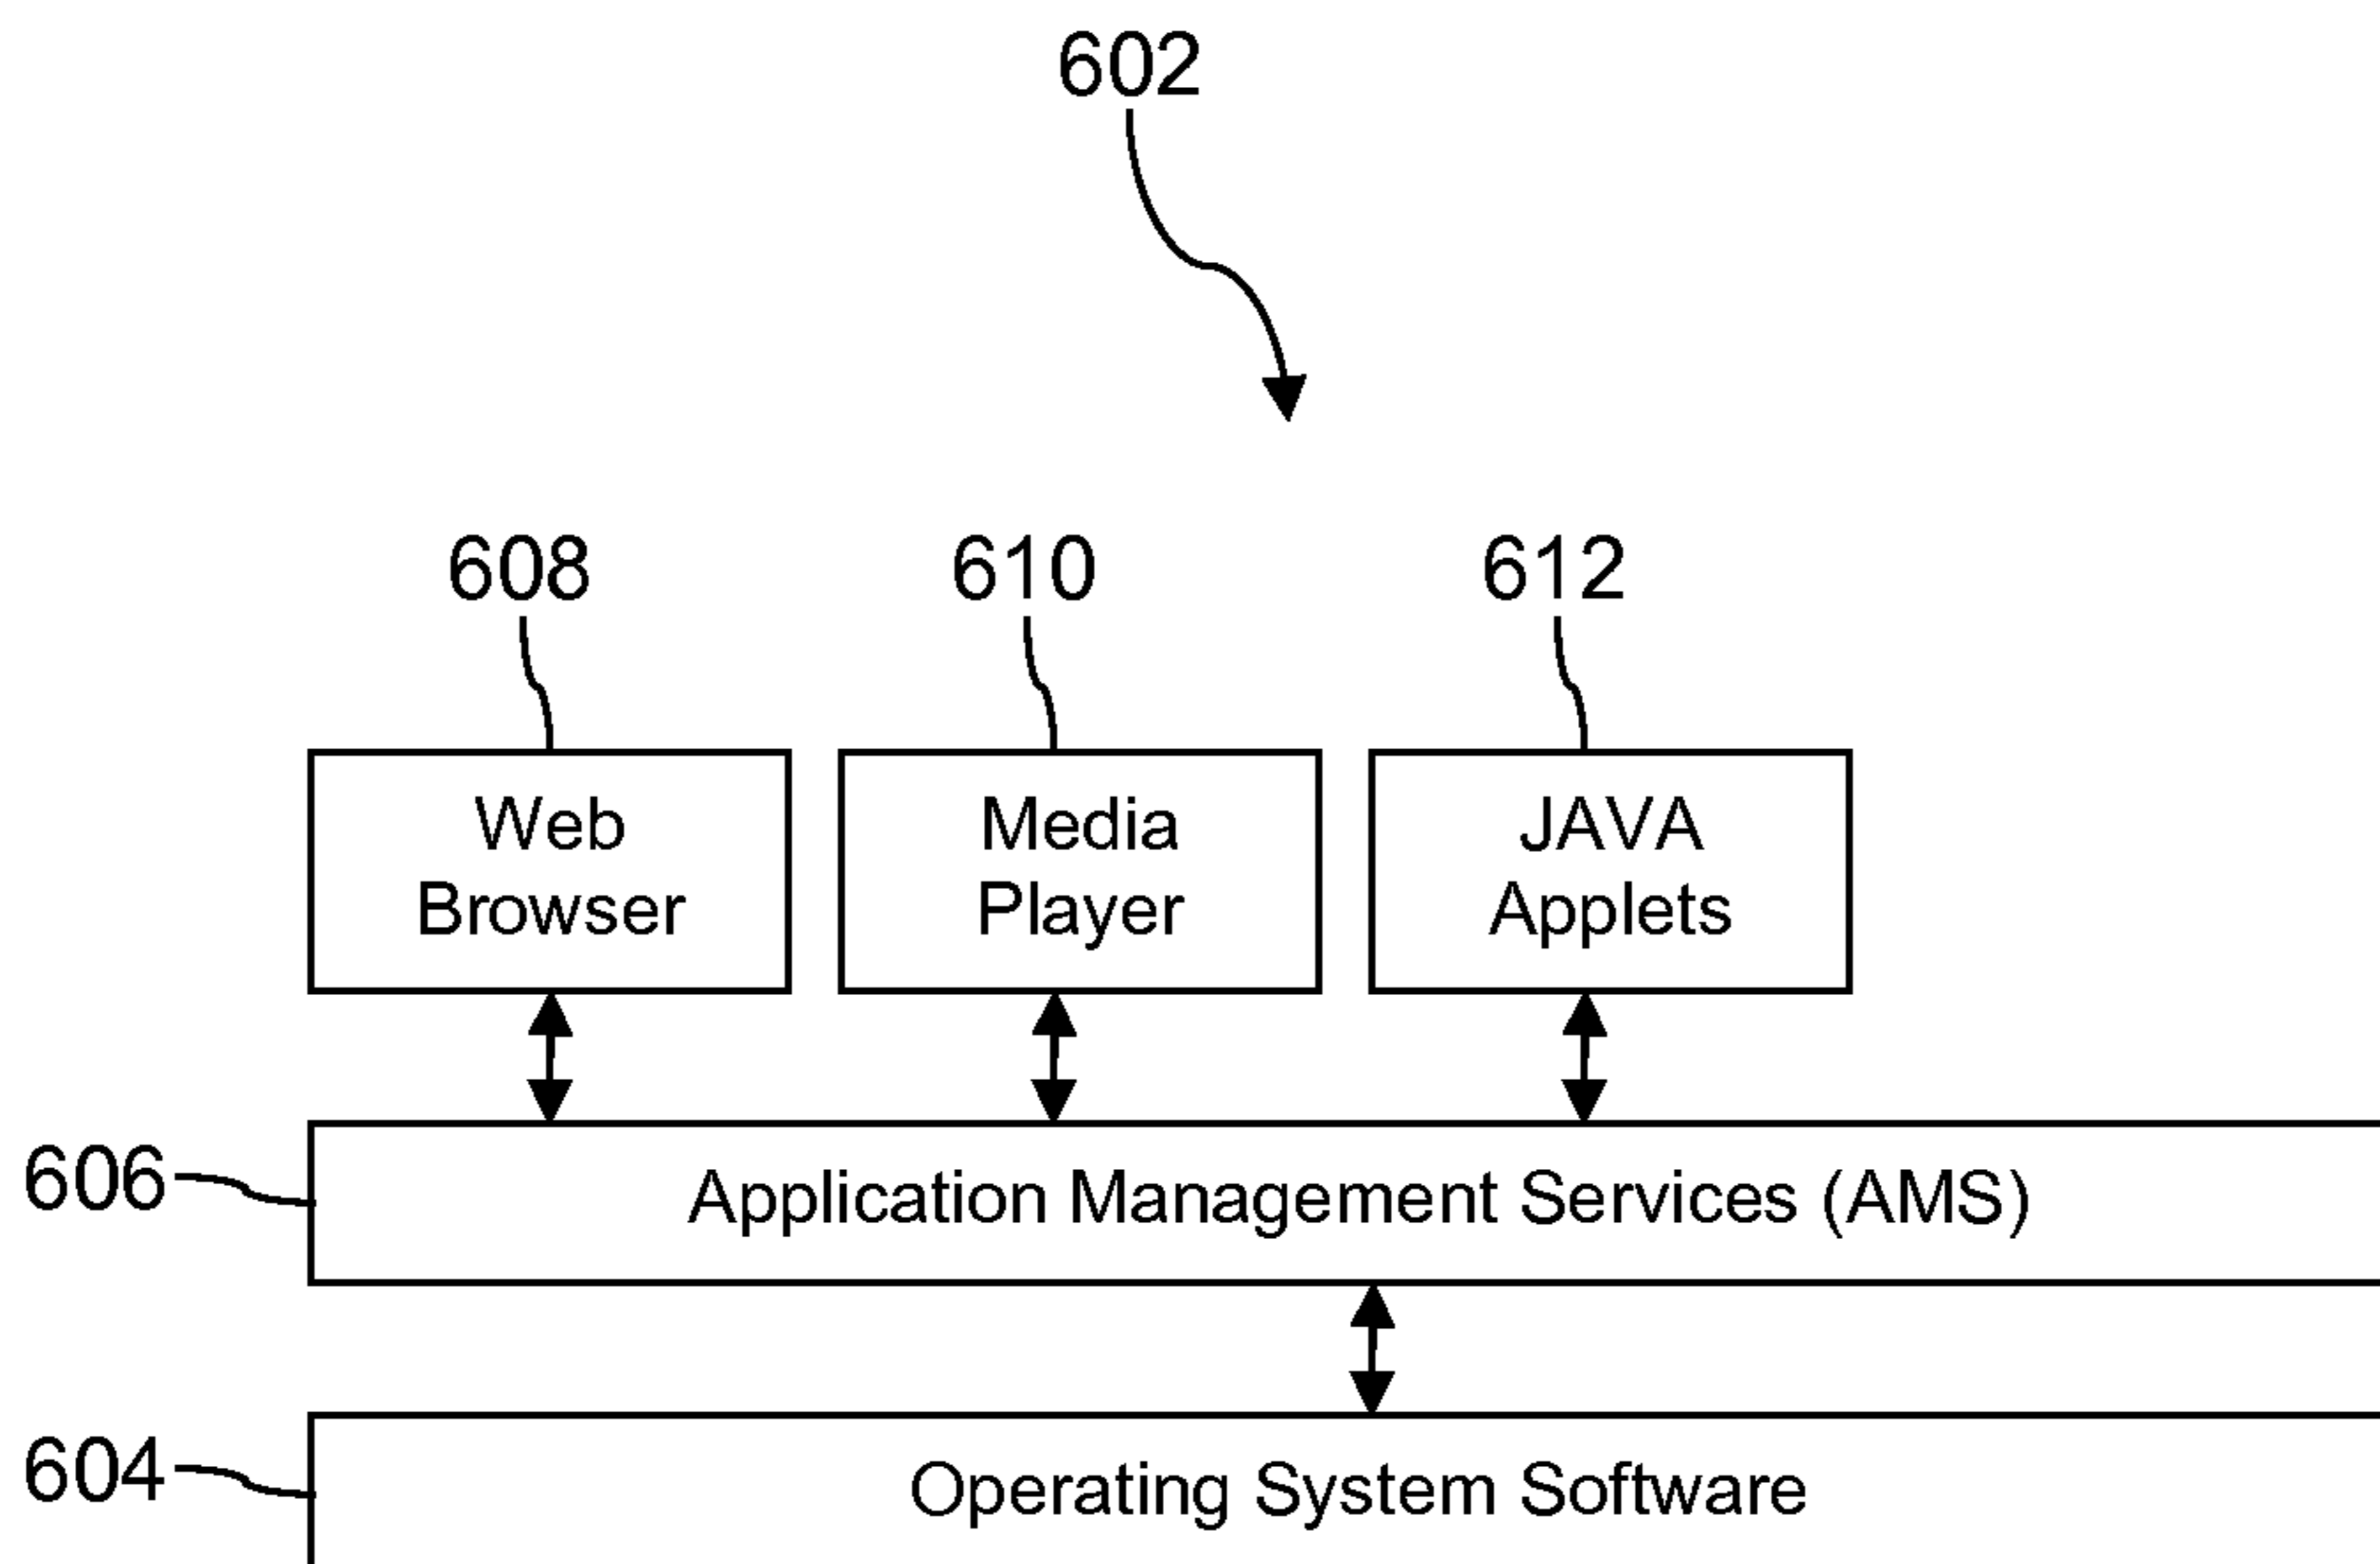 602
608 610 612
Web Media JAVA
Browser Player Applets
606 Application Management Services (AMS)
604 Operating System Software